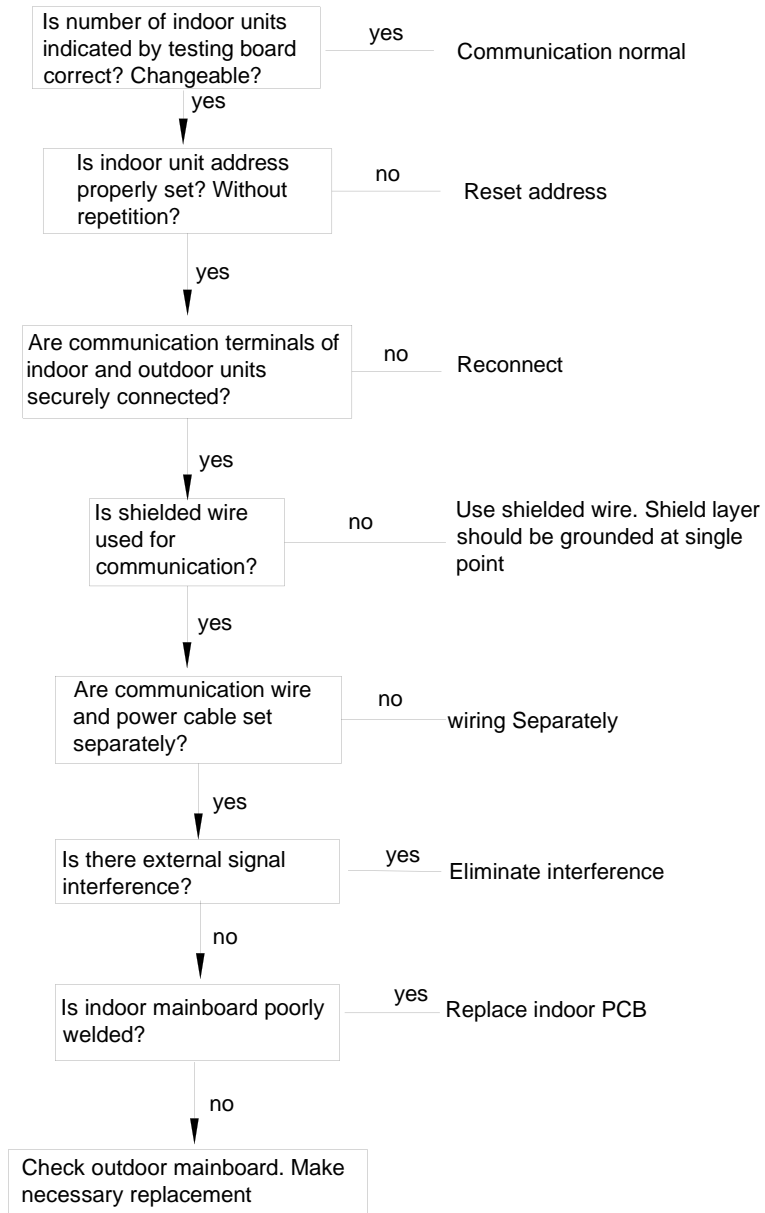 Is number of indoor units
indicated by testing board
correct? Changeable?
yes
Communication normal
yes
Is indoor unit address
properly set? Without
repetition?
no
Reset address
yes
Are communication terminals of
indoor and outdoor units
securely connected?
no
Reconnect
yes
Is shielded wire
used for
communication?
no
Use shielded wire. Shield layer
should be grounded at single
point
yes
Are communication wire
and power cable set
separately?
no
wiring Separately
yes
Is there external signal
interference?
yes
Eliminate interference
no
Is indoor mainboard poorly
welded?
yes
Replace indoor PCB
no
Check outdoor mainboard. Make
necessary replacement